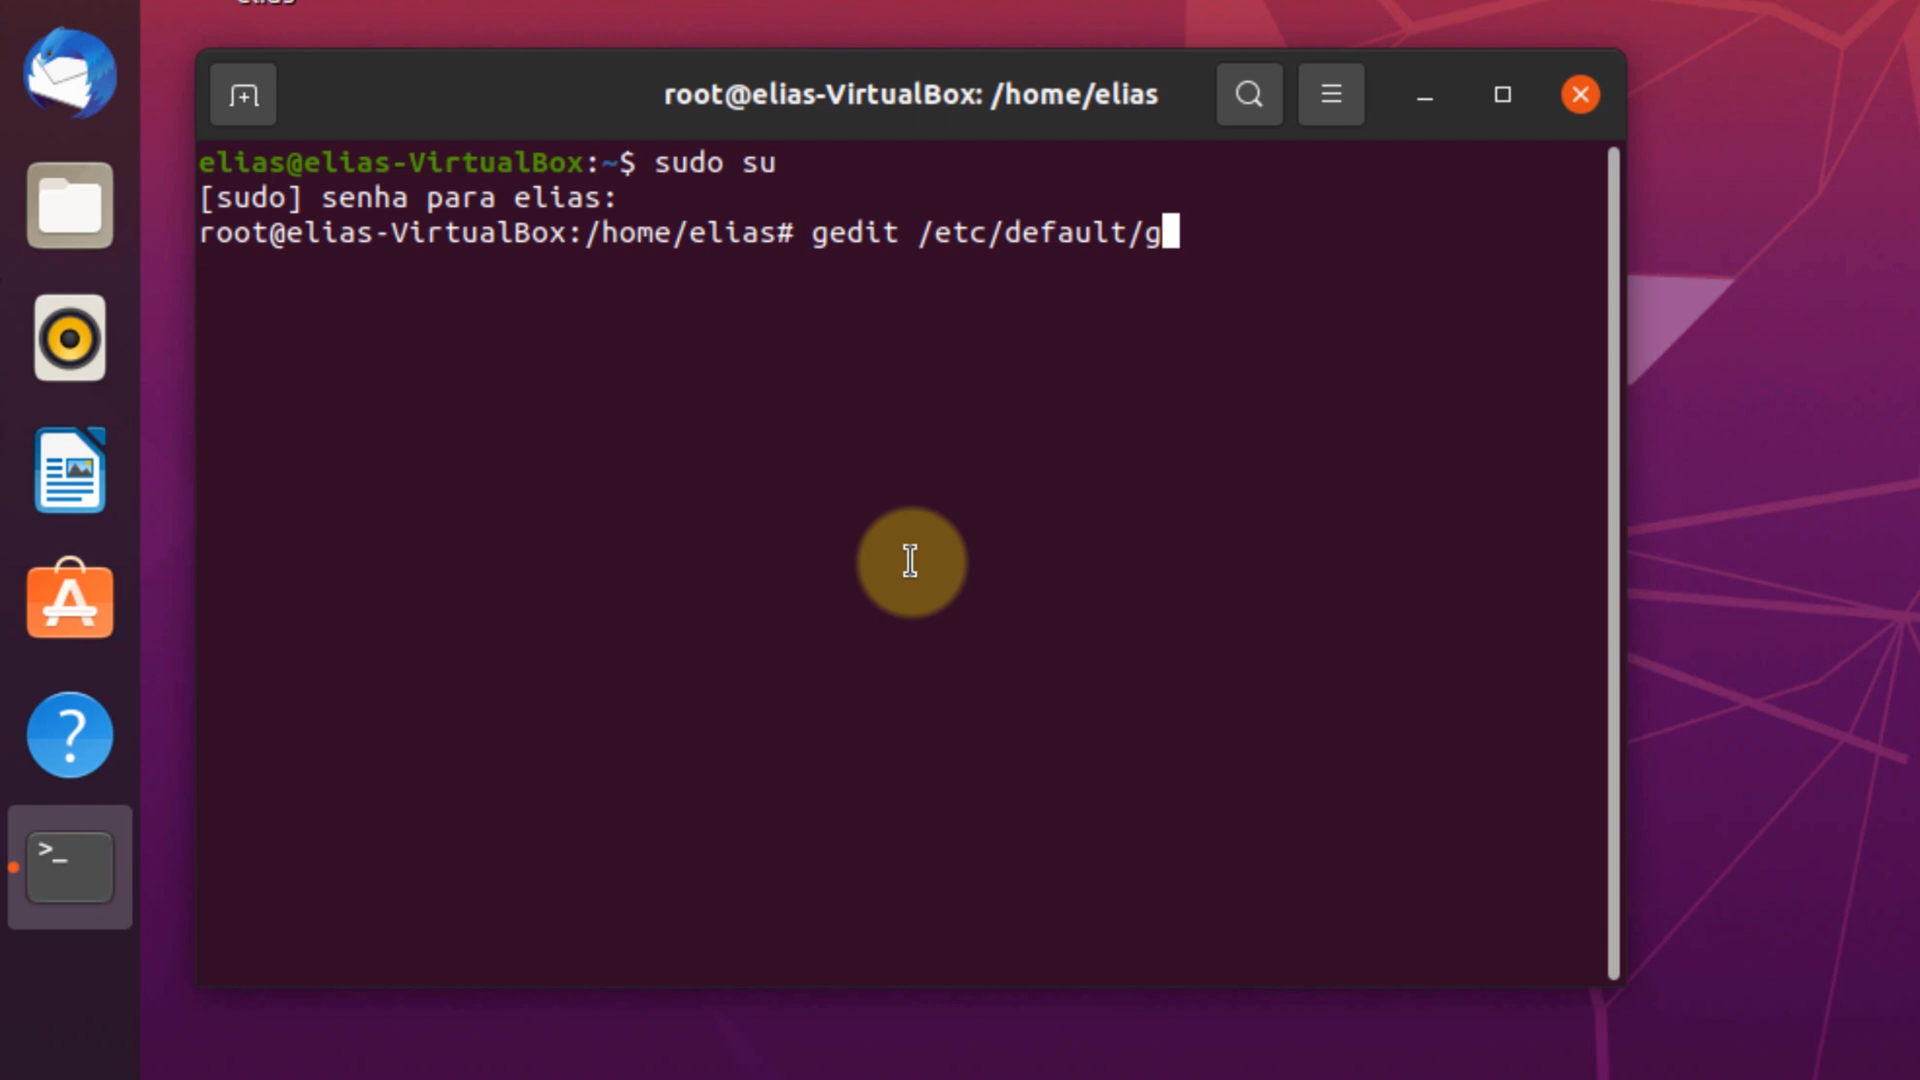 elias
root@elias-VirtualBox: /home/elias
elias@elias-VirtualBox:~$ sudo su
[sudo] senha para elias:
root@elias-VirtualBox:/home/elias# gedit /etc/default/g